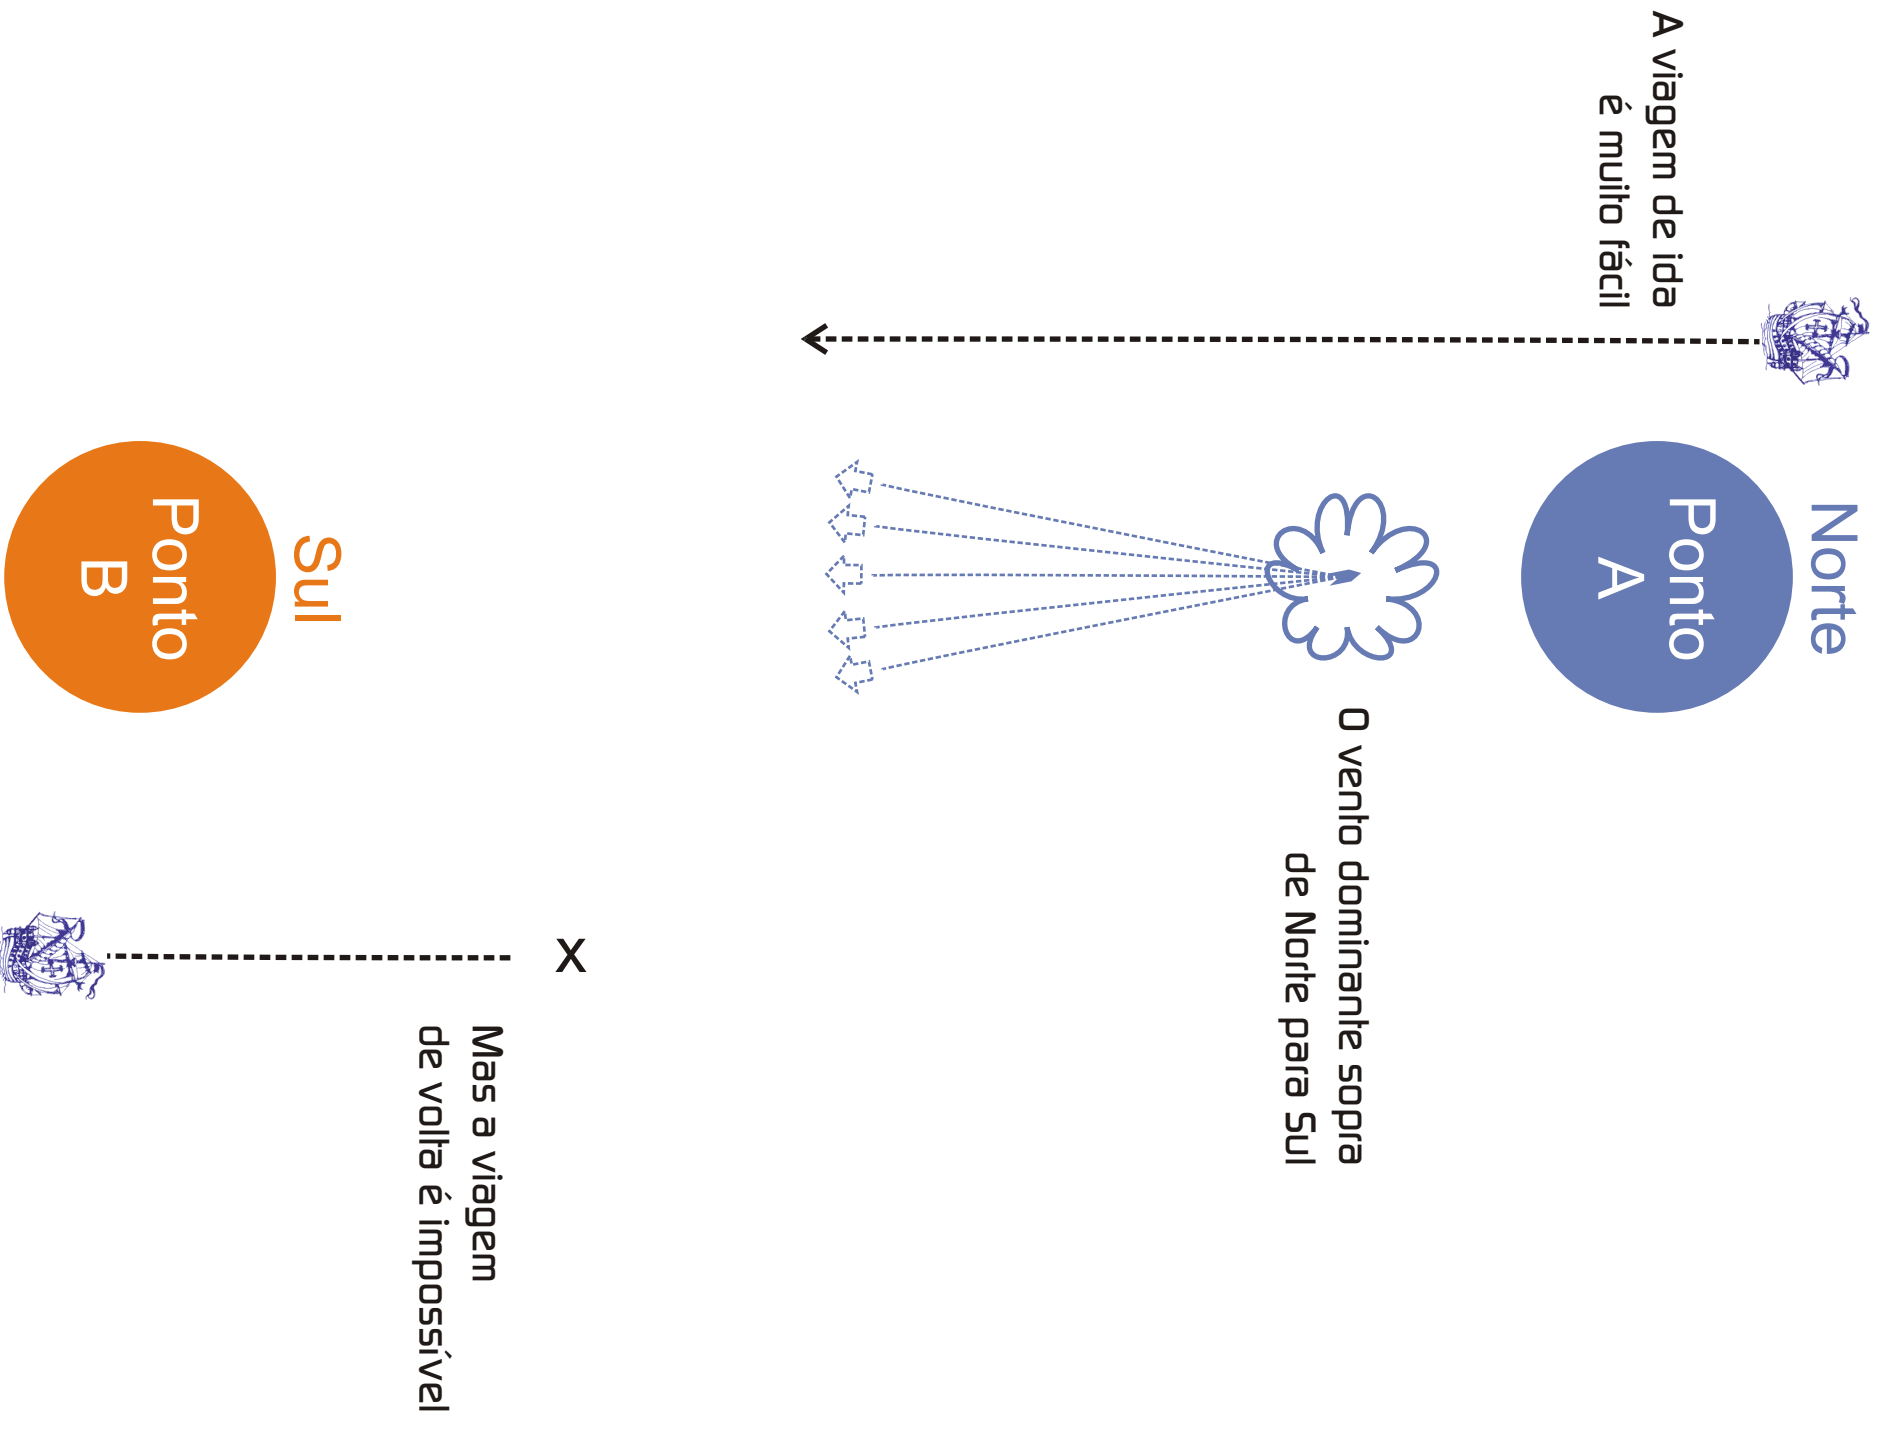 Norte
Ponto
A
A viagem de ida
é muito fácil
O vento dominante sopra
de Norte para Sul
x
Mas a viagem
de volta é impossível
Sul
Ponto
B